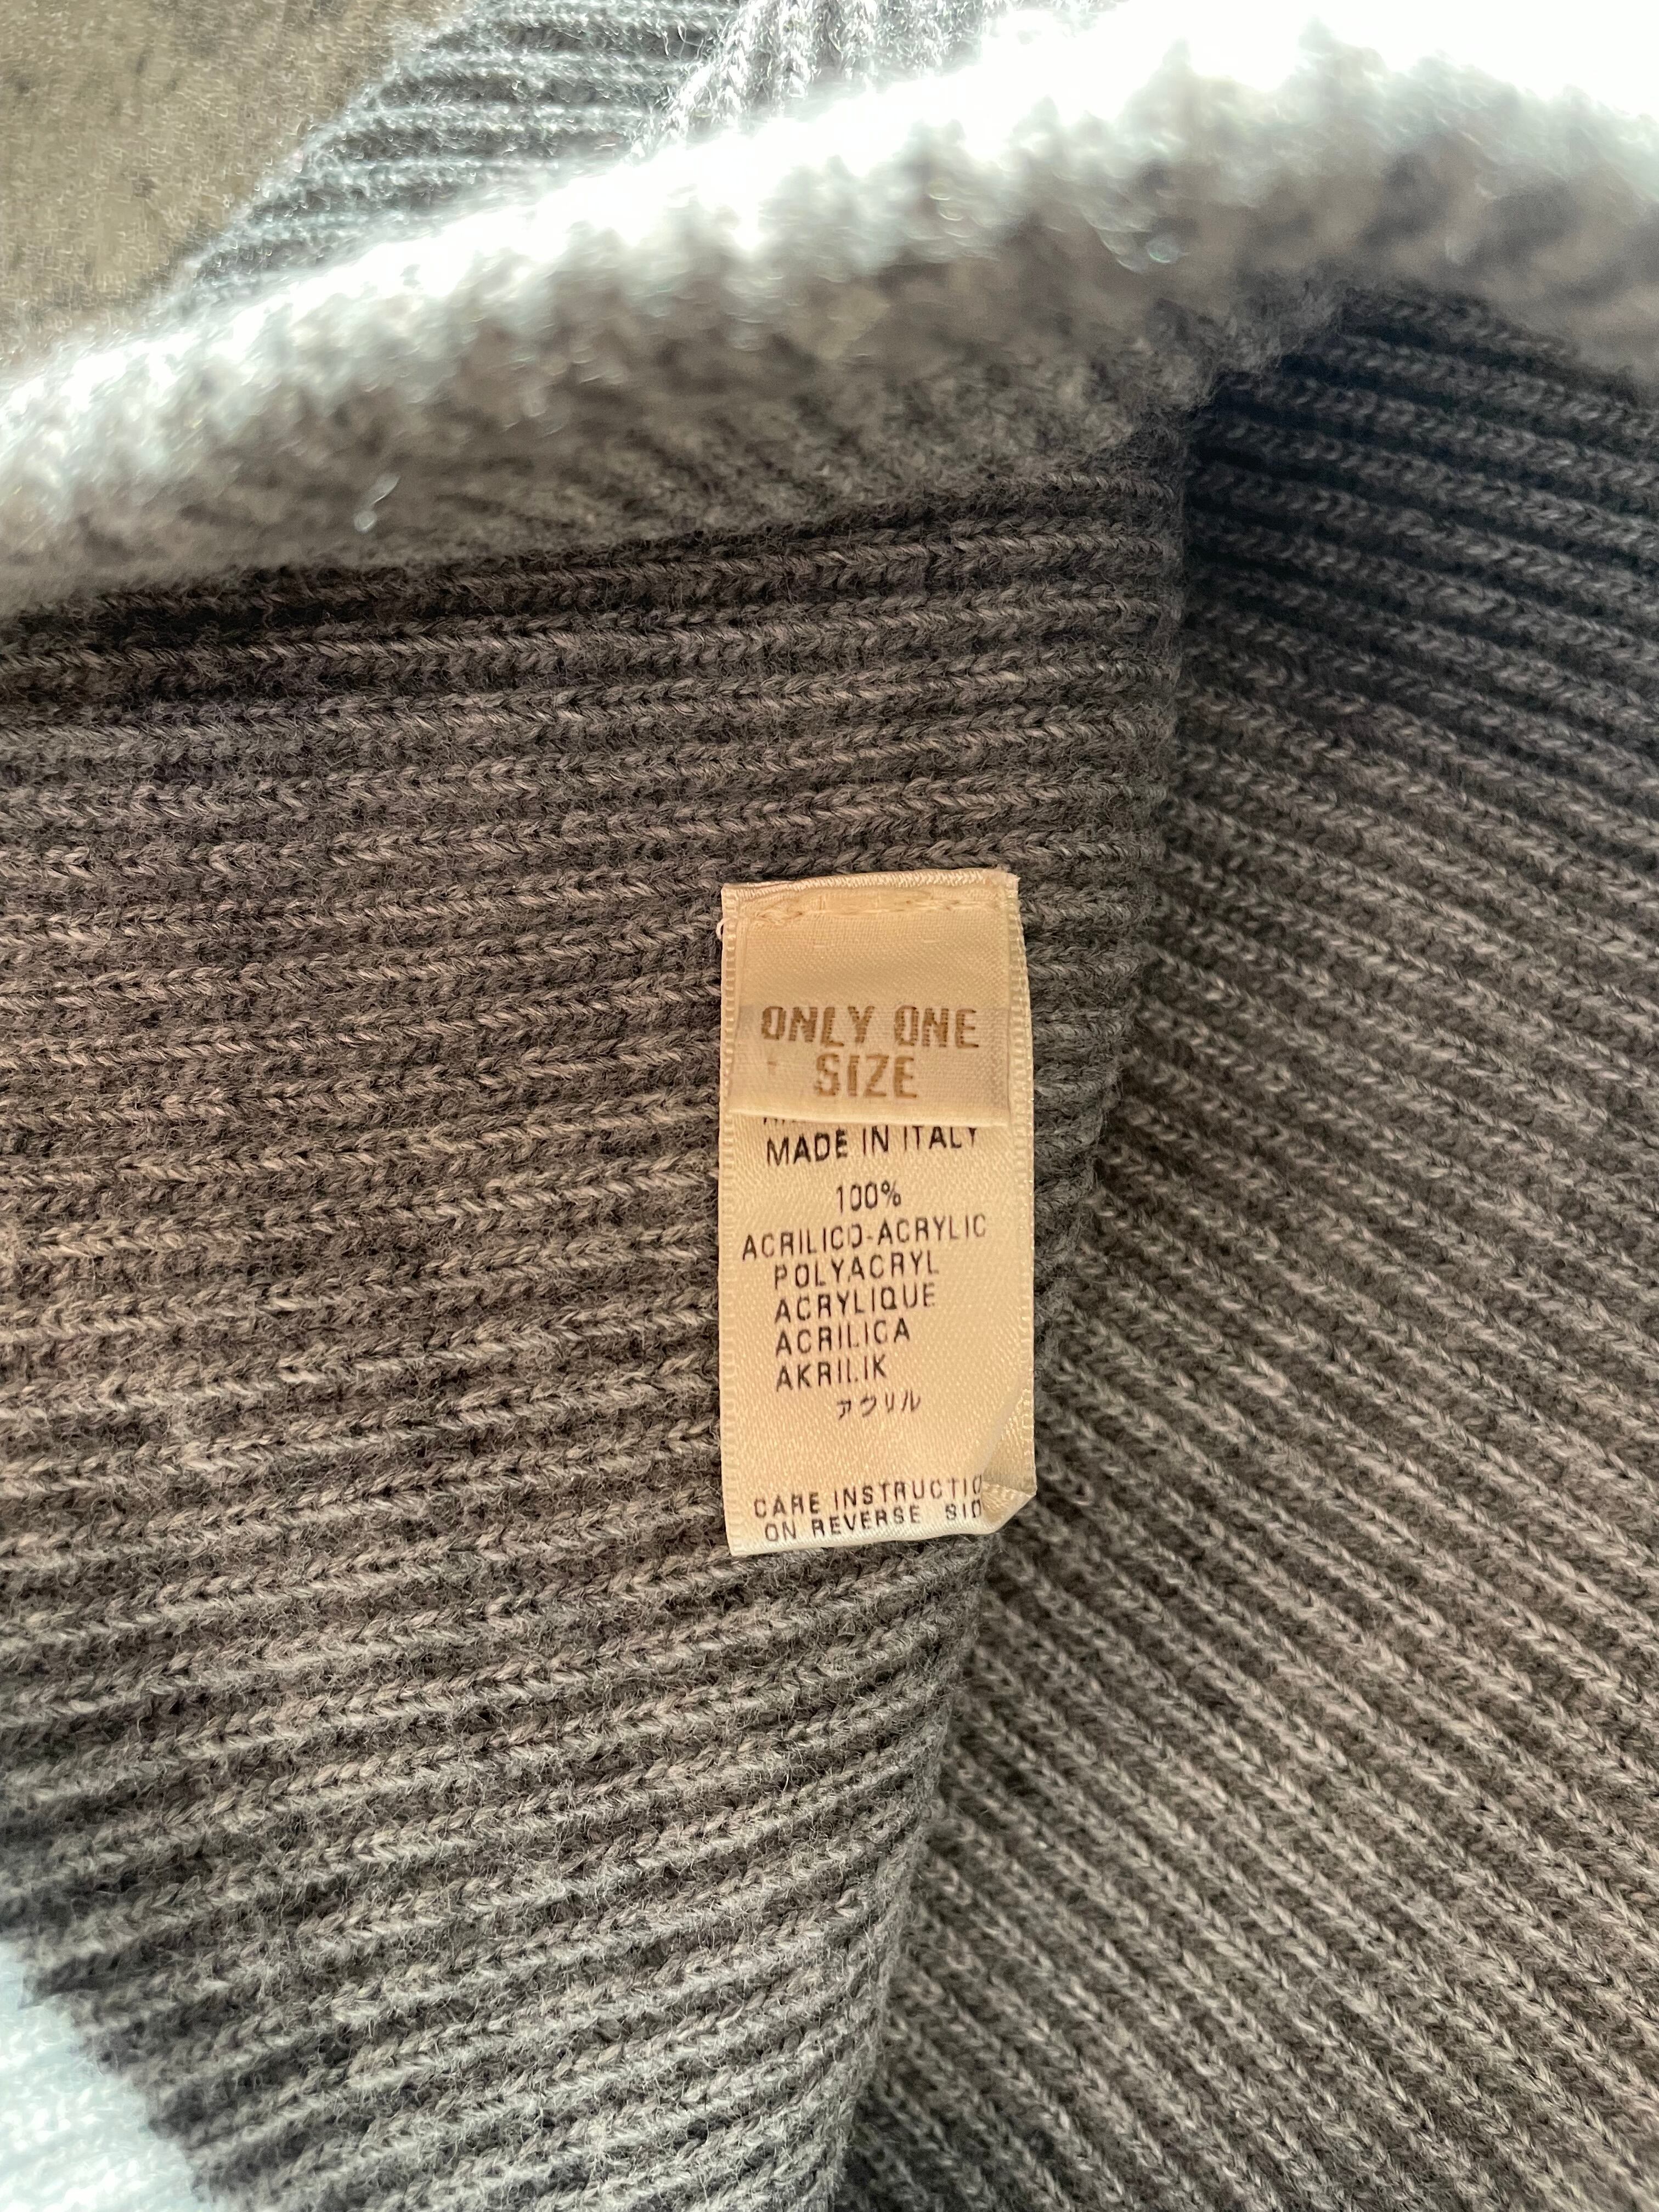 ONLY ONE
SIZE
MADE IN ITALY
100%
ACRILICO-ACRYLIC
POLYACRYL
ACRYLIQUE
ACRILICA
AKRILIK
アクリル
CARE INSTRUCTIO
ON REVERSE SID